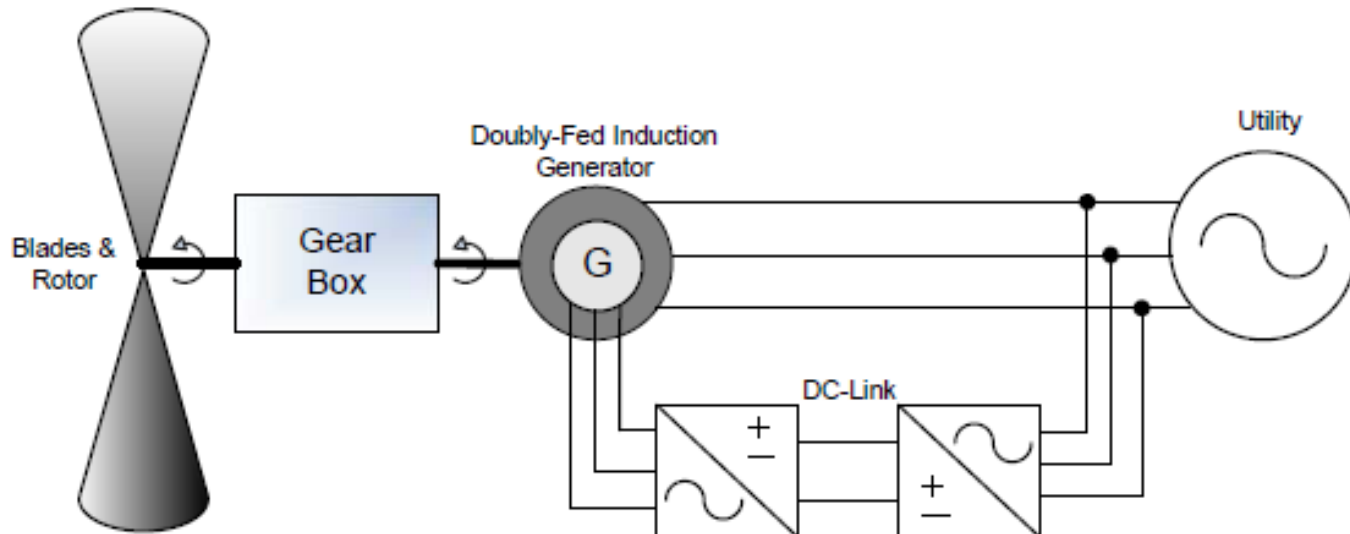 Doubly-Fed Induction
Generator
Utility
Blades &
Rotor
Gear
Box
G
DC-Link
+
−
+
−